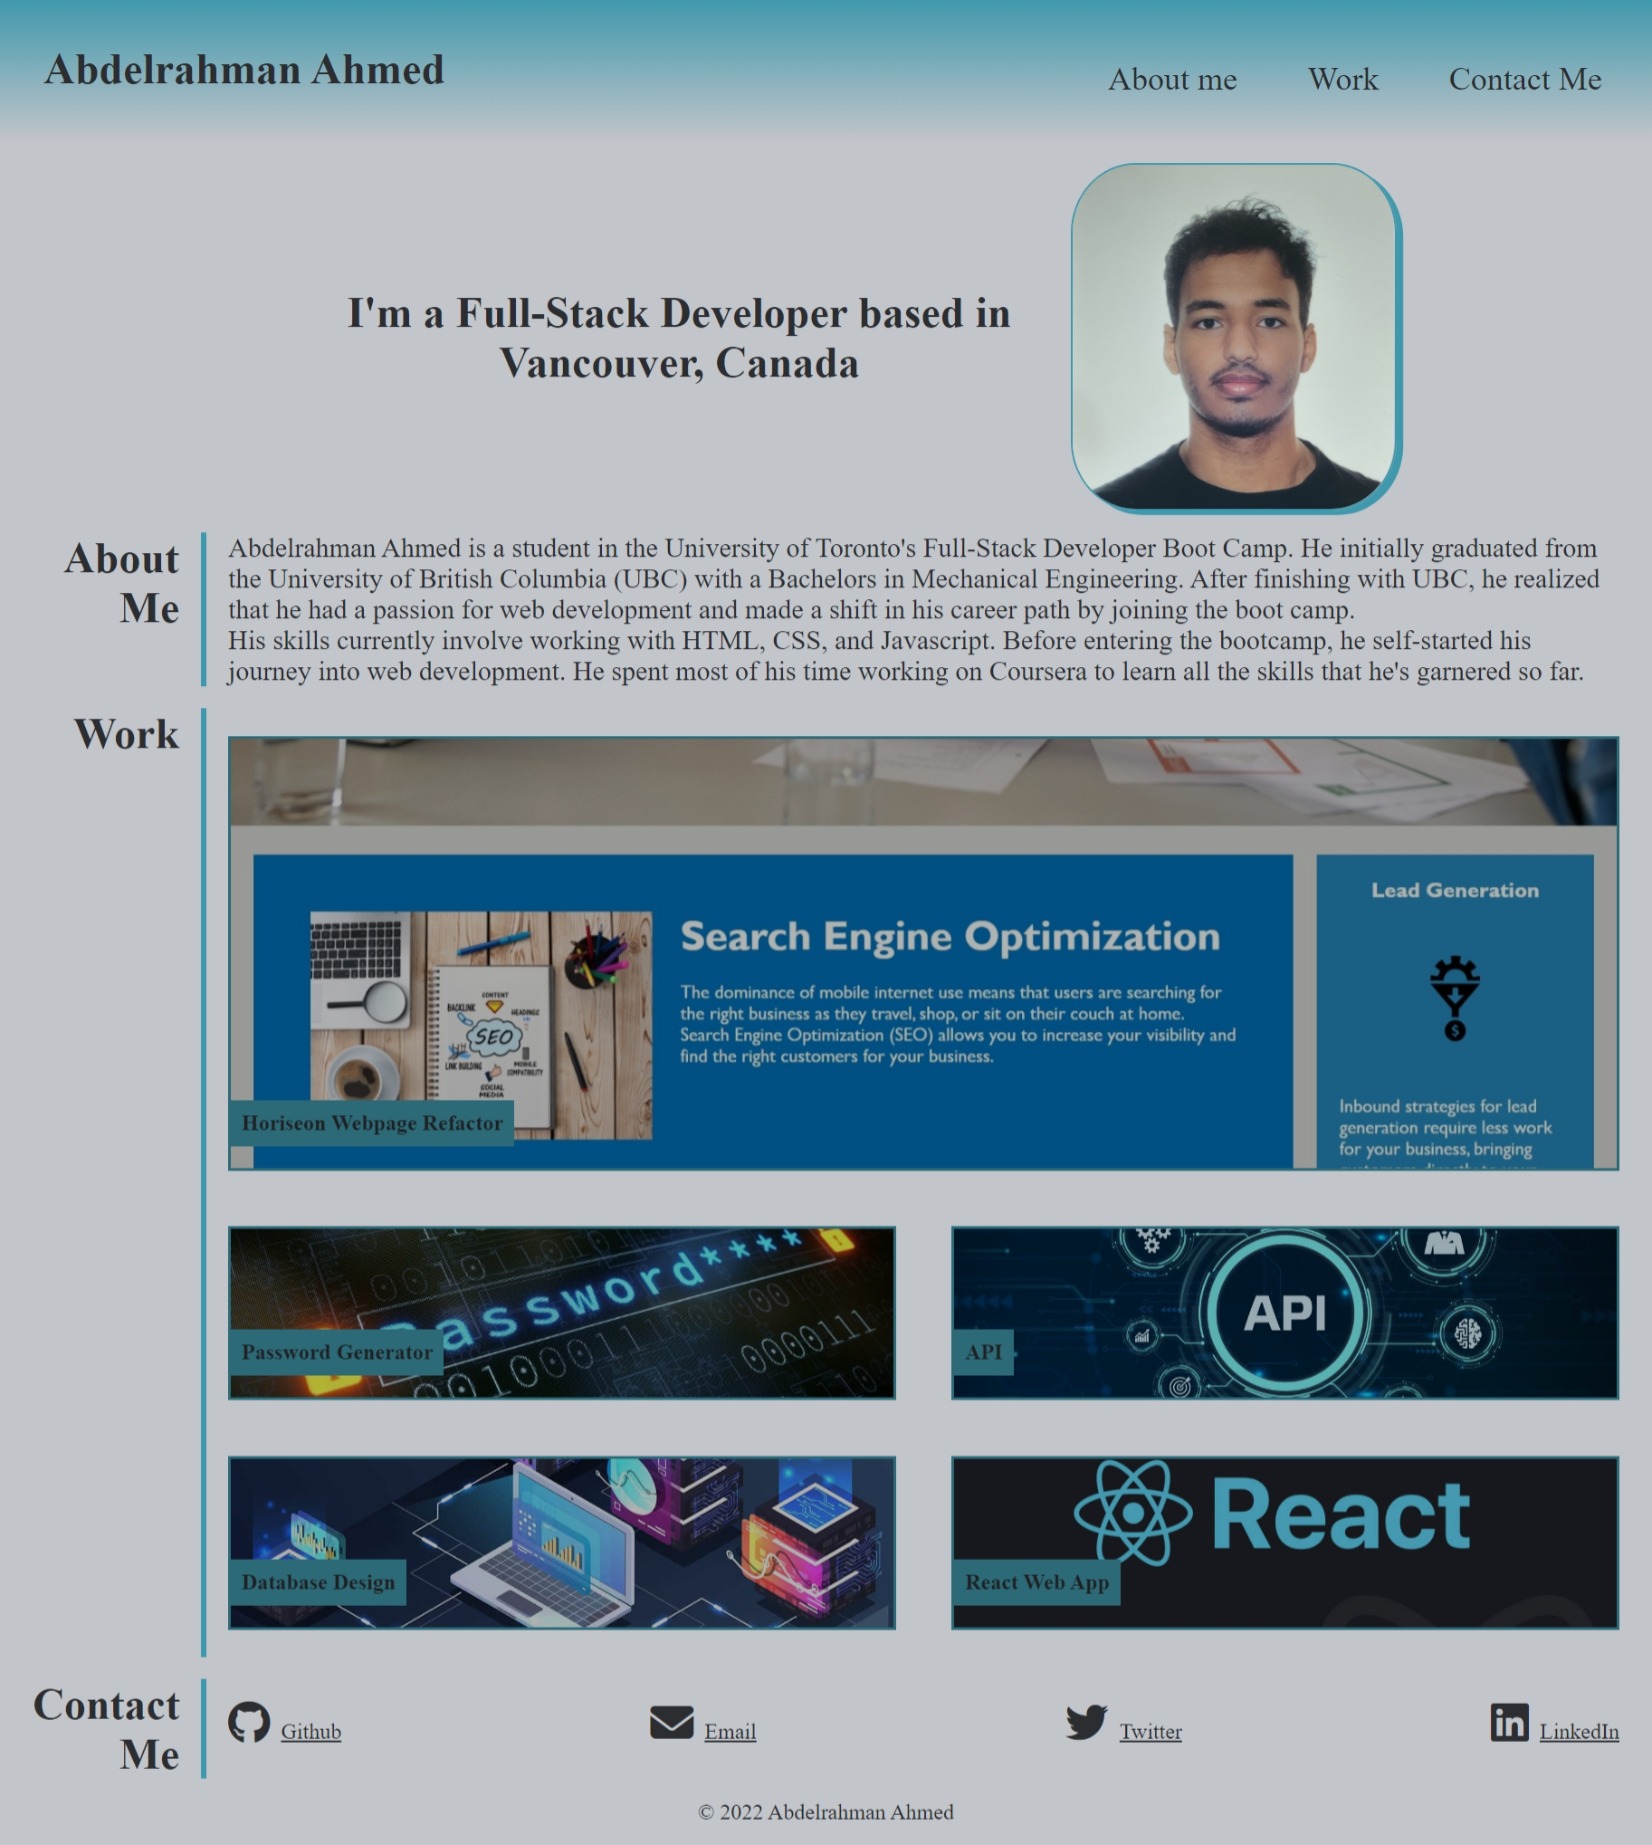 Abdelrahman Ahmed
About me Work Contact Me
I'm a Full-Stack Developer based in
Vancouver, Canada
About
Me
Abdelrahman Ahmed is a student in the University of Toronto's Full-Stack Developer Boot Camp. He initially graduated from
the University of British Columbia (UBC) with a Bachelors in Mechanical Engineering. After finishing with UBC, he realized
that he had a passion for web development and made a shift in his career path by joining the boot camp.
His skills currently involve working with HTML, CSS, and Javascript. Before entering the bootcamp, he self-started his
journey into web development. He spent most of his time working on Coursera to learn all the skills that he's garnered so far.
Work
CONTENT
BACKLINK
HEADINGS
SEO
LINK BUILDING
MOBILE
COMPATIBILITY
SOCIAL
MEDIA
Search Engine Optimization
The dominance of mobile internet use means that users are searching for
the right business as they travel, shop, or sit on their couch at home.
Search Engine Optimization (SEO) allows you to increase your visibility and
find the right customers for your business.
Lead Generation
$
Inbound strategies for lead
generation require less work
for your business, bringing
Horiseon Webpage Refactor
Password****
0000111
Password Generator
API
API
Database Design
React
React Web App
Contact
Me
Github
Email
Twitter
in LinkedIn
© 2022 Abdelrahman Ahmed